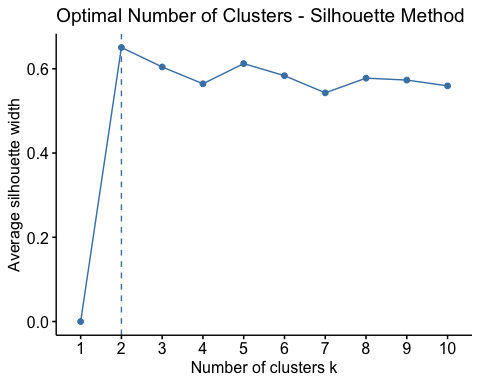 Optimal Number of Clusters - Silhouette Method
Average silhouette width
0.6
0.4
0.2
0.0
1 2 3 4 5 6 7 8 9 10
Number of clusters k